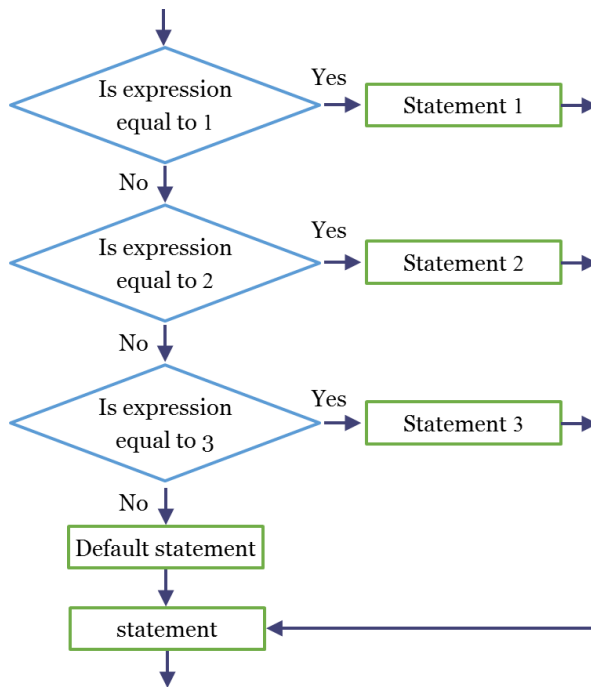 Is expression
equal to 1
Yes
Statement 1
No
Is expression
equal to 2
Yes
Statement 2
No
Is expression
equal to 3
Yes
Statement 3
No
Default statement
statement